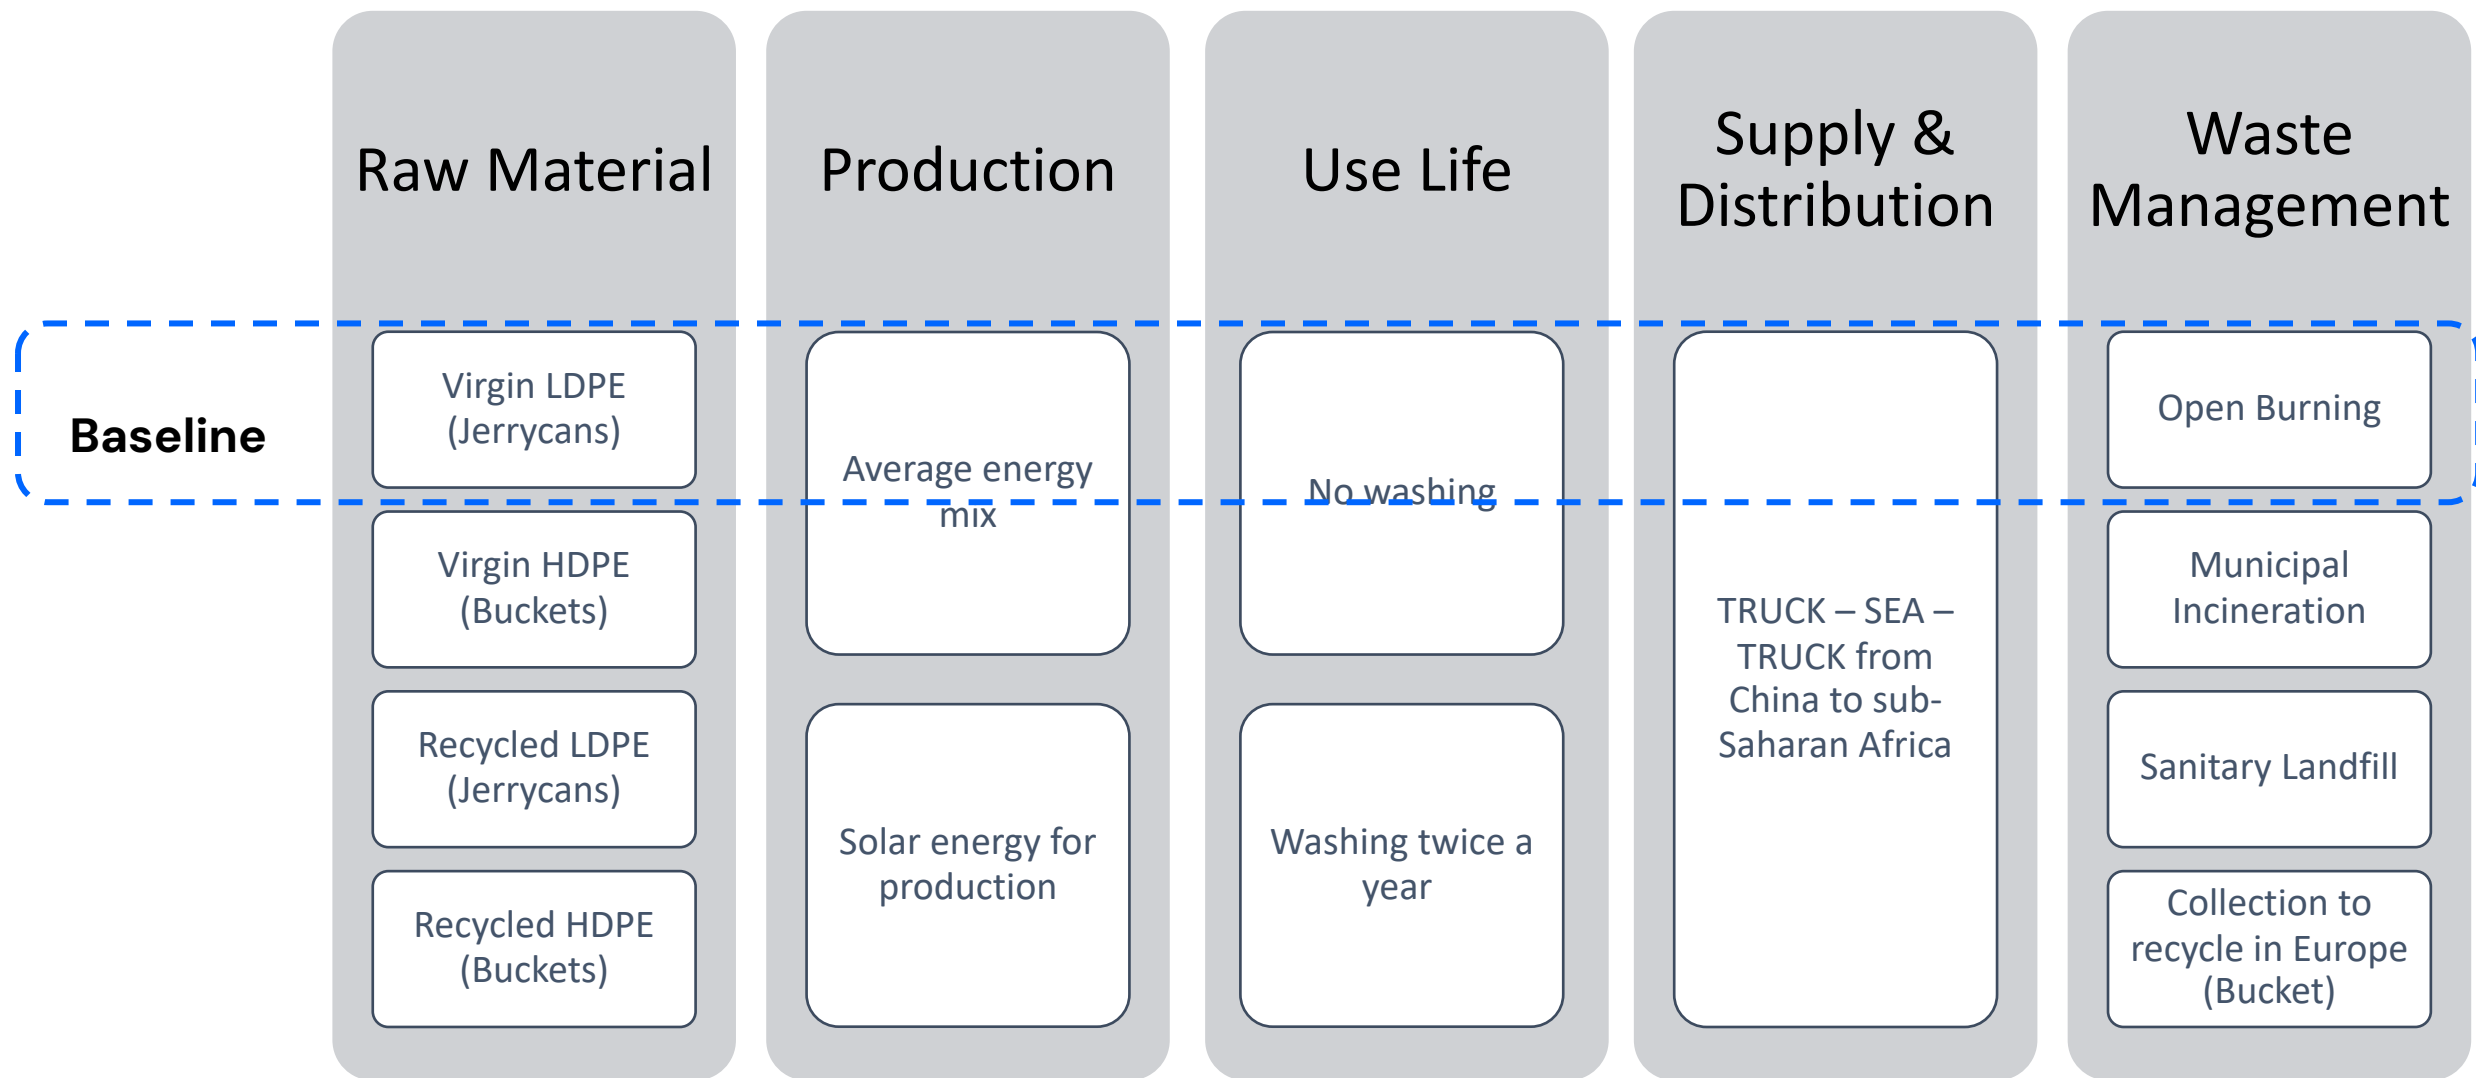 Raw Material
Production
Use Life
Supply &
Distribution
Waste
Management
Baseline
Virgin LDPE
(Jerrycans)
Virgin HDPE
(Buckets)
Recycled LDPE
(Jerrycans)
Recycled HDPE
(Buckets)
Average energy
mix
Solar energy for
production
No washing
Washing twice a
year
TRUCK – SEA –
TRUCK from
China to sub-
Saharan Africa
Open Burning
Municipal
Incineration
Sanitary Landfill
Collection to
recycle in Europe
(Bucket)